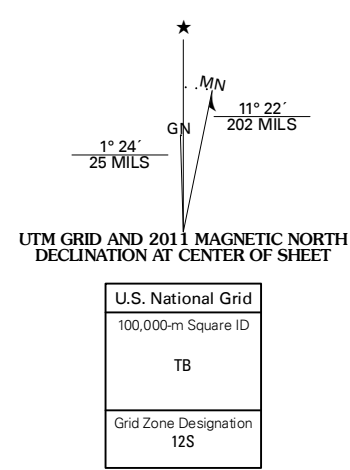 MN
GN
11° 22´
202 MILS
1° 24´
25 MILS
UTM GRID AND 2011 MAGNETIC NORTH
DECLINATION AT CENTER OF SHEET
U.S. National Grid
100,000-m Square ID
TB
Grid Zone Designation
12S